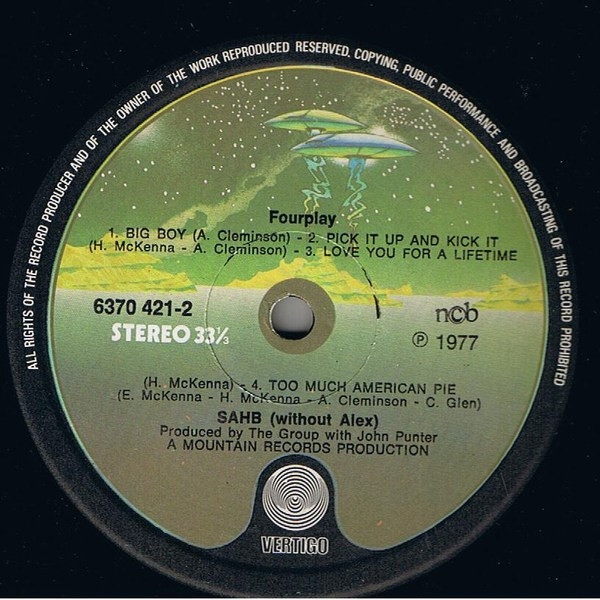 ALL RIGHTS OF THE RECORD PRODUCER AND OF THE OWNER OF THE WORK REPRODUCED RESERVED. COPYING, PUBLIC PERFORMANCE AND BROADCASTING OF THIS RECORD PROHIBITED
Fourplay
1. BIG BOY (A. Cleminson) - 2. PICK IT UP AND KICK IT
(H. McKenna - A. Cleminson) - 3. LOVE YOU FOR A LIFETIME
6370 421-2
ncb
STEREO 33⅓
℗ 1977
(H. McKenna) - 4. TOO MUCH AMERICAN PIE
(E. McKenna - H. McKenna - A. Cleminson - C. Glen)
SAHB (without Alex)
Produced by The Group with John Punter
A MOUNTAIN RECORDS PRODUCTION
VERTIGO